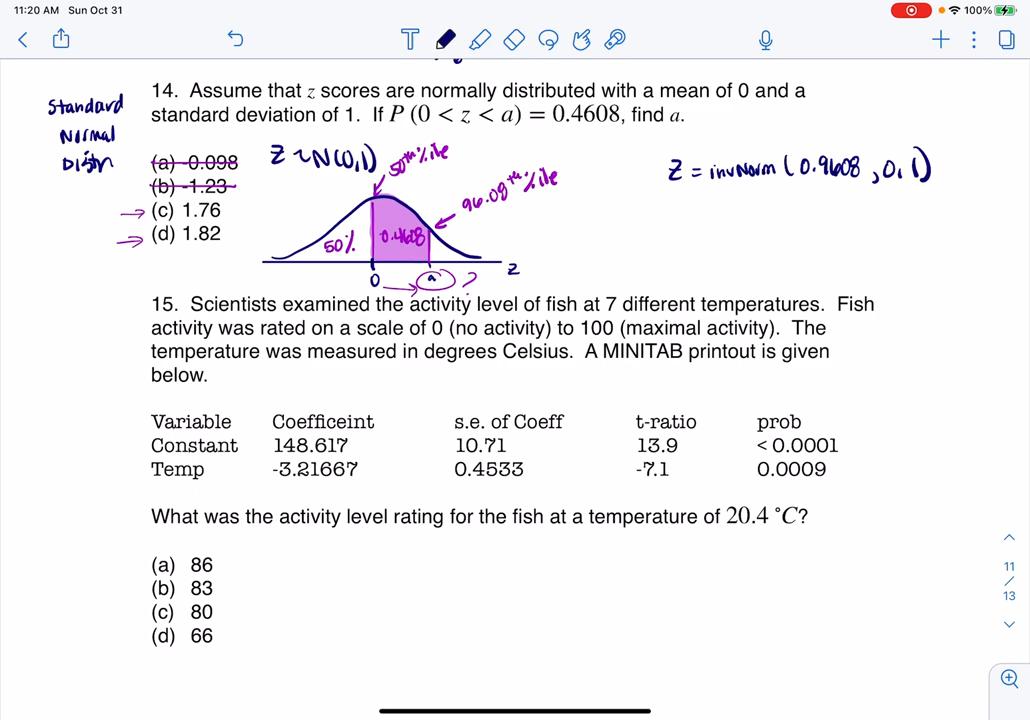 11:20 AM Sun Oct 31
100%
14. Assume that z scores are normally distributed with a mean of 0 and a
standard deviation of 1. If P (0 < z < a) = 0.4608, find a.
Standard
Normal
Distn
(a) -0.098
(b) -1.23
(c) 1.76
(d) 1.82
Z ~ N(0,1)
50th %ile
96.08th %ile
50%
0.4608
0
a
?
z
Z = invNorm (0.9608, 0, 1)
15. Scientists examined the activity level of fish at 7 different temperatures. Fish
activity was rated on a scale of 0 (no activity) to 100 (maximal activity). The
temperature was measured in degrees Celsius. A MINITAB printout is given
below.
Variable Coefficeint s.e. of Coeff t-ratio prob
Constant 148.617 10.71 13.9 < 0.0001
Temp -3.21667 0.4533 -7.1 0.0009
What was the activity level rating for the fish at a temperature of 20.4 °C?
(a) 86
(b) 83
(c) 80
(d) 66
11
/
13